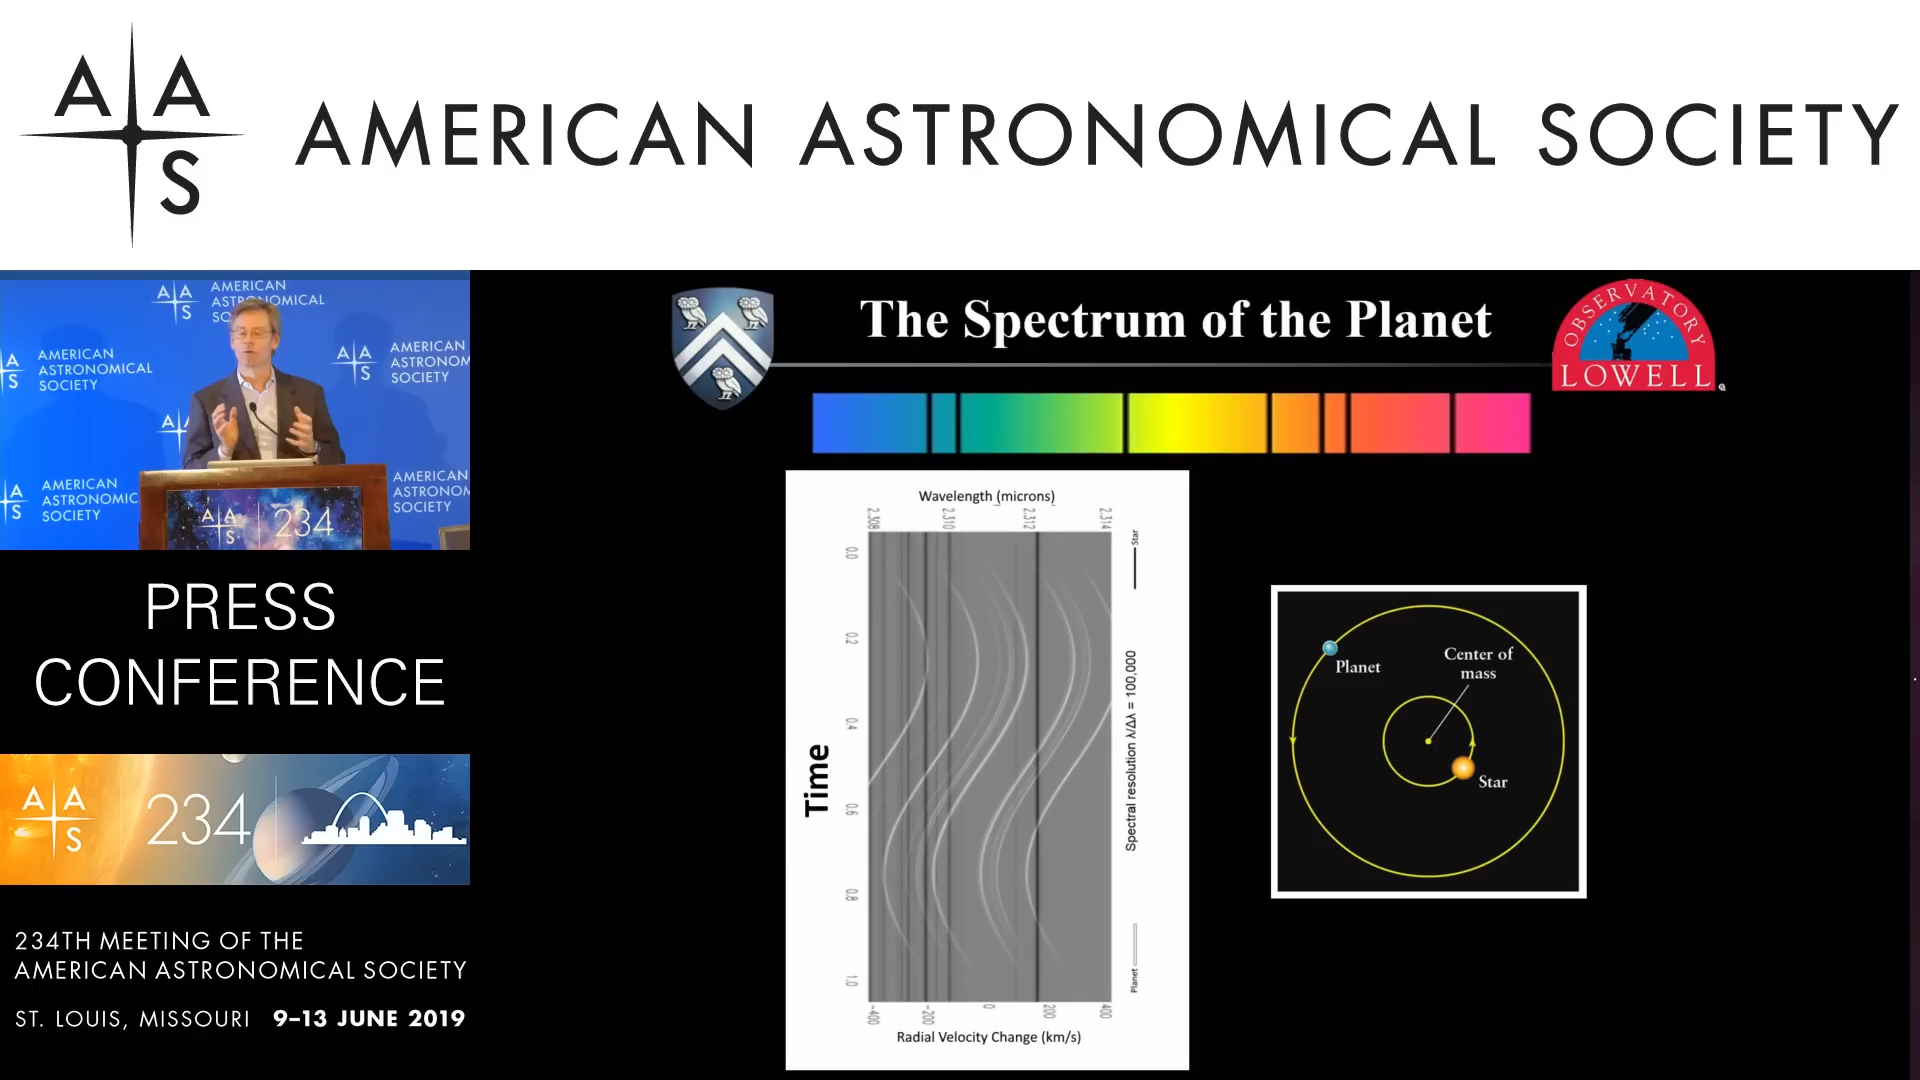 A A
S
AMERICAN ASTRONOMICAL SOCIETY
A A
S
AMERICAN
ASTRONOMICAL
SO
A
S
AMERICAN
ASTRONOMICAL
SOCIETY
A A
S
AMERICAN
ASTRONOM
SOCIETY
A A
A
S
AMERICAN
ASTRONOMIC
SOCIETY
AMERICAN
ASTRONOM
SOCIETY
A A
S
234
PRESS
CONFERENCE
A A
S
234
234TH MEETING OF THE
AMERICAN ASTRONOMICAL SOCIETY
ST. LOUIS, MISSOURI 9–13 JUNE 2019
The Spectrum of the Planet
OBSERVATORY
LOWELL
Wavelength (microns)
2.308 2.310 2.312 2.314
0.0
0.2
0.4
0.6
0.8
1.0
Time
Star
Spectral resolution λ/Δλ = 100,000
Planet
-400 -200 0 200 400
Radial Velocity Change (km/s)
Planet
Center of
mass
Star